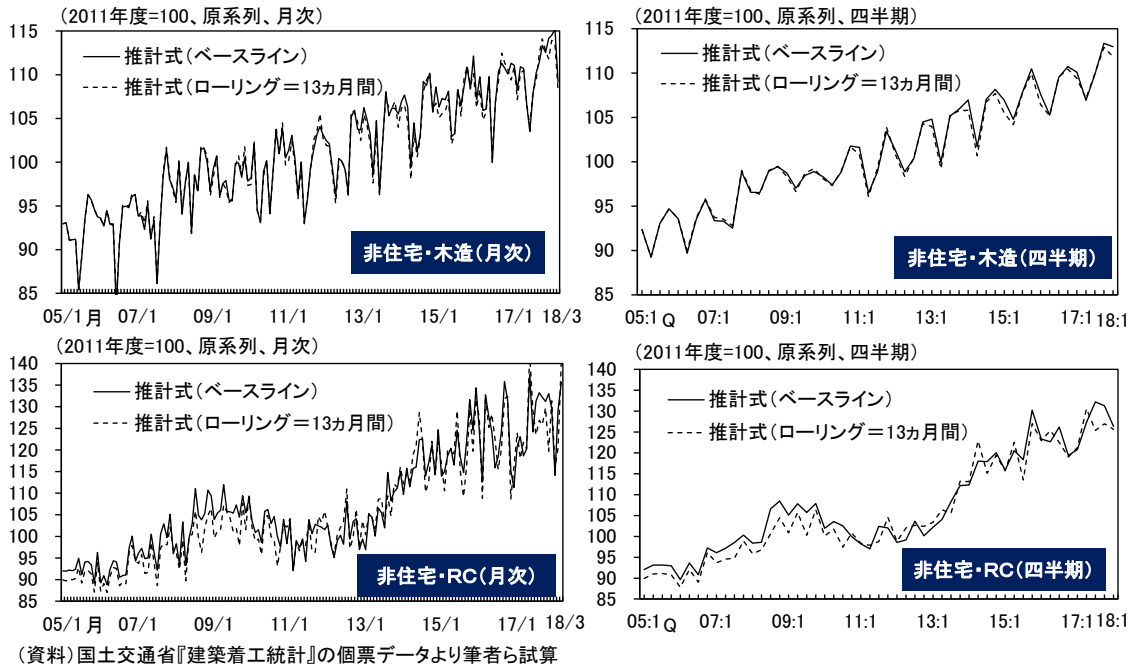 (2011年度=100、原系列、月次)
115
110
105
100
95
90
85
推計式(ベースライン)
推計式(ローリング=13ヵ月間)
非住宅・木造(月次)
05/1 月 07/1 09/1 11/1 13/1 15/1 17/1 18/3
(2011年度=100、原系列、四半期)
115
110
105
100
95
90
85
推計式(ベースライン)
推計式(ローリング=13ヵ月間)
非住宅・木造(四半期)
05:1 Q 07:1 09:1 11:1 13:1 15:1 17:1 18:1
(2011年度=100、原系列、月次)
140
135
130
125
120
115
110
105
100
95
90
85
推計式(ベースライン)
推計式(ローリング=13ヵ月間)
非住宅・RC(月次)
05/1 月 07/1 09/1 11/1 13/1 15/1 17/1 18/3
(2011年度=100、原系列、四半期)
140
135
130
125
120
115
110
105
100
95
90
85
推計式(ベースライン)
推計式(ローリング=13ヵ月間)
非住宅・RC(四半期)
05:1 Q 07:1 09:1 11:1 13:1 15:1 17:1 18:1
(資料)国土交通省『建築着工統計』の個票データより筆者ら試算